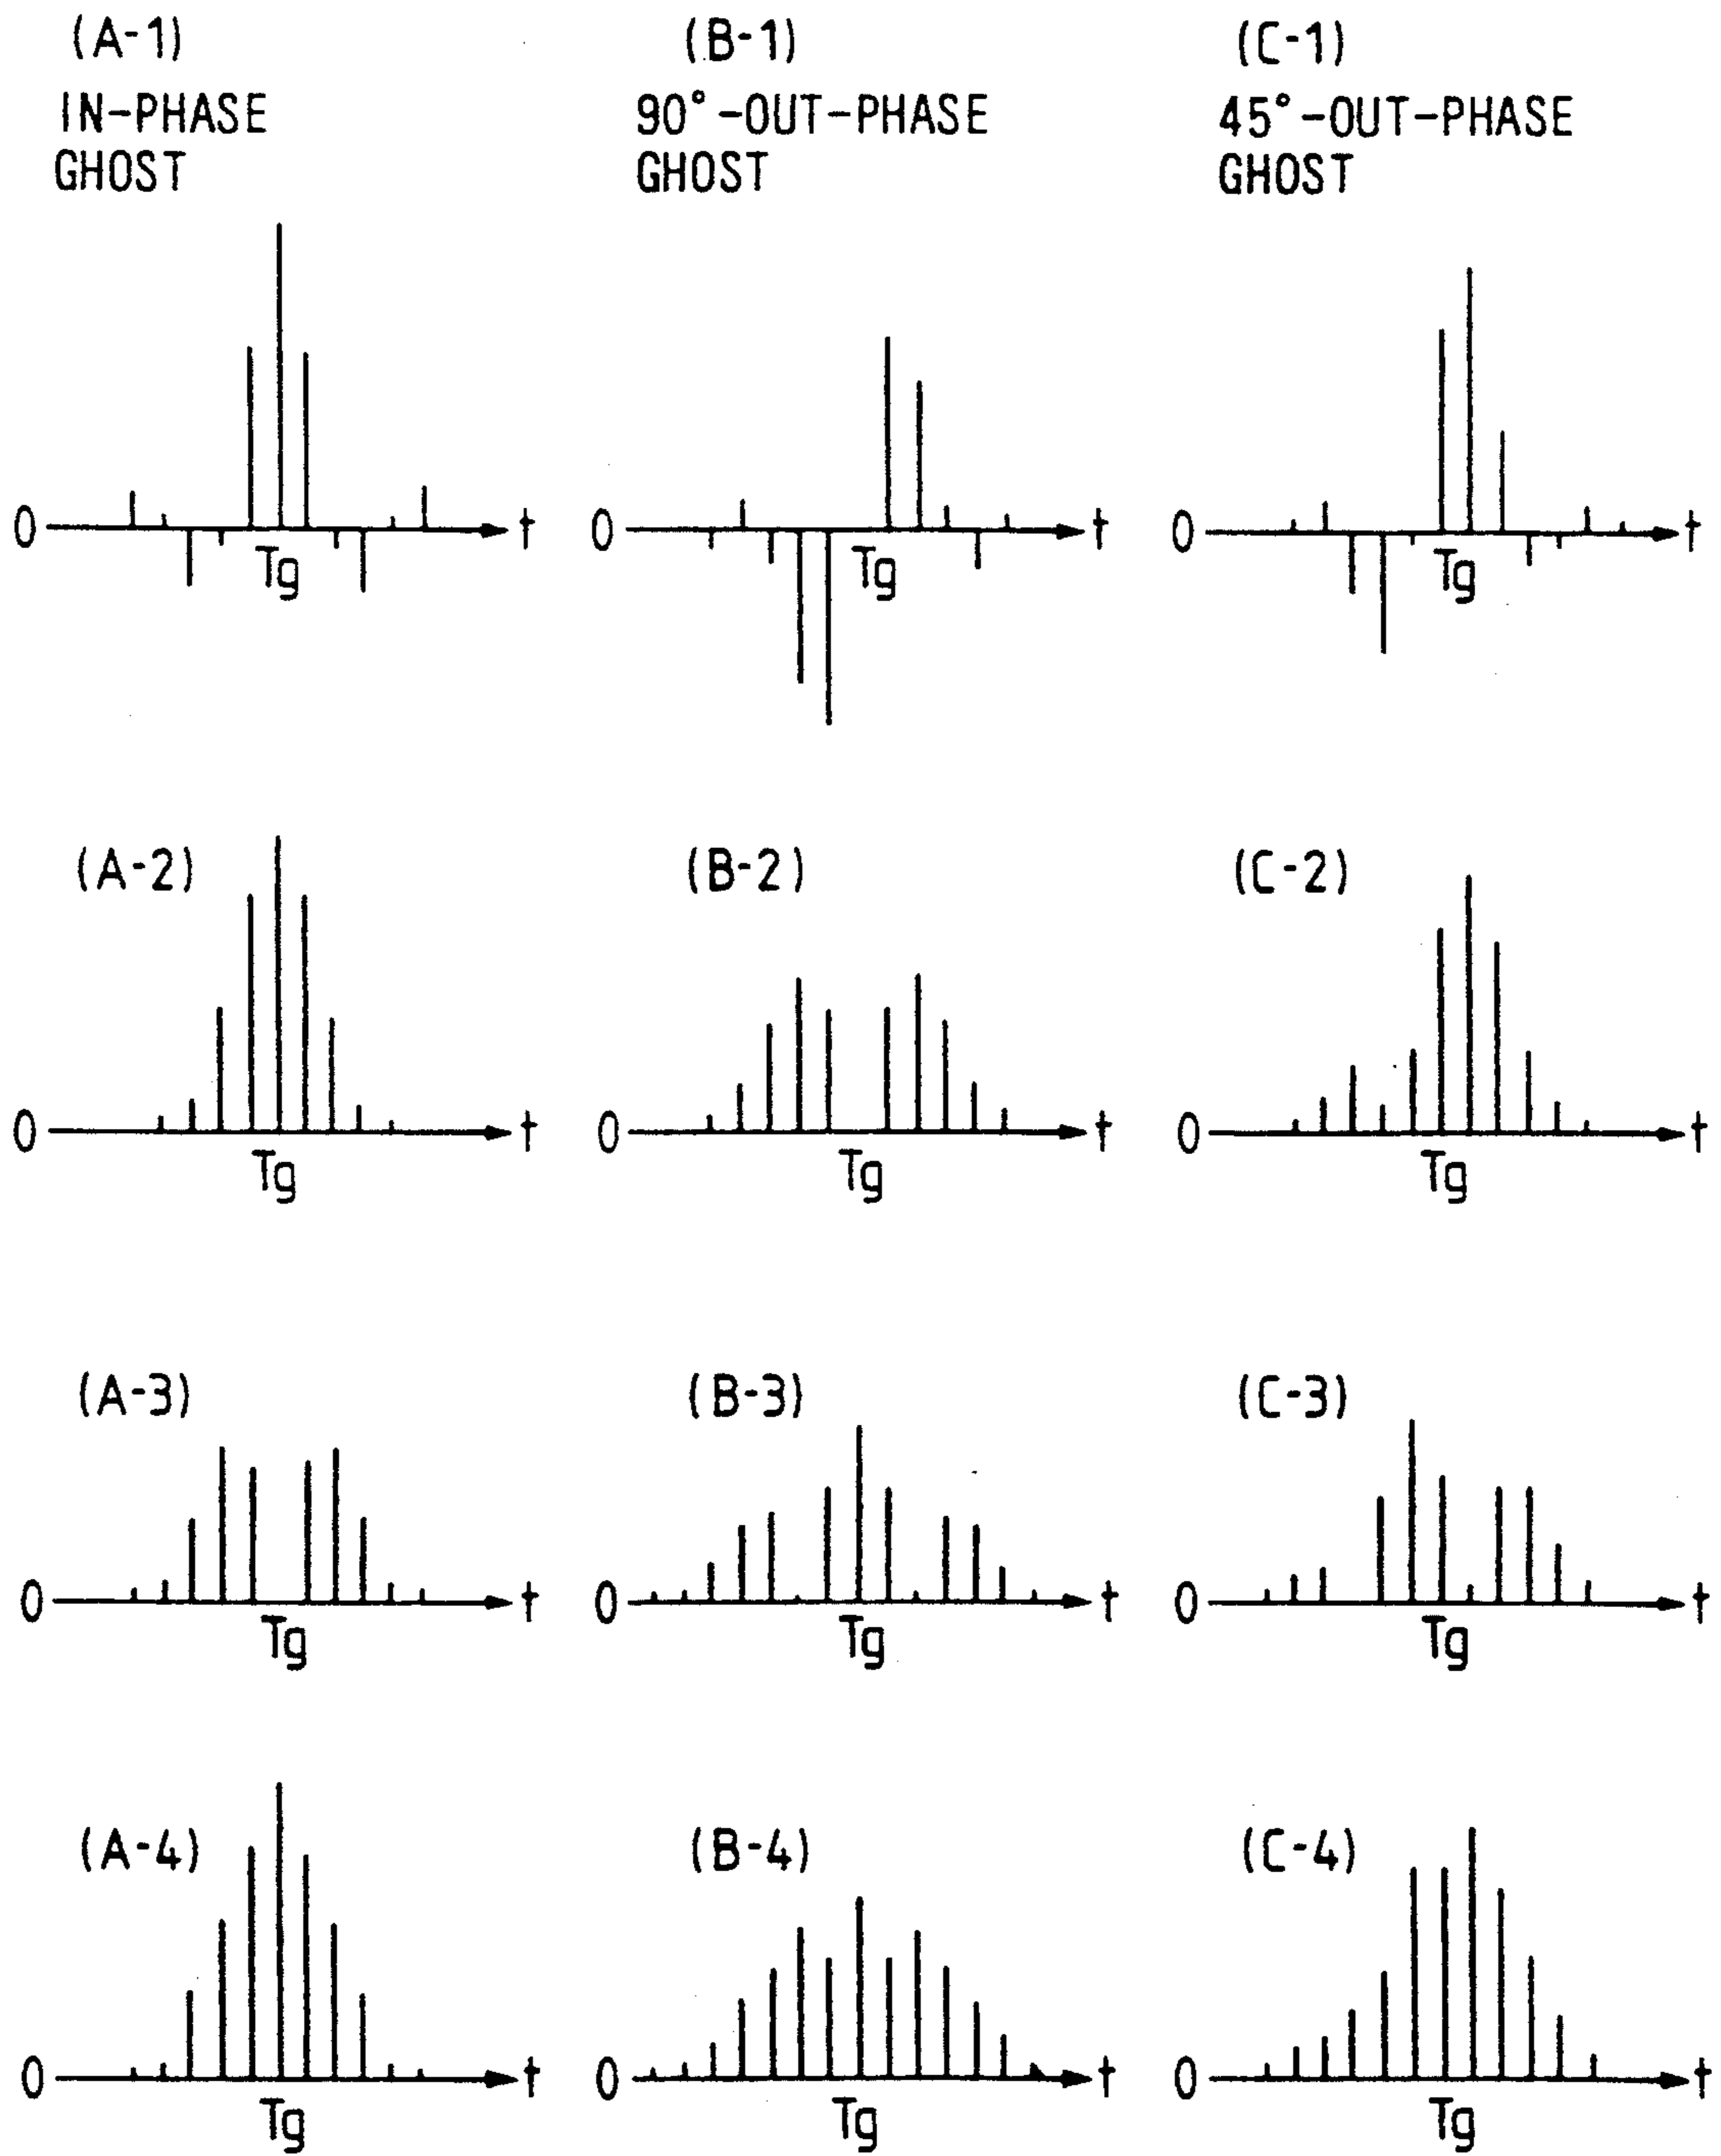 (A-1)
IN-PHASE
GHOST
0
t
Tg
(B-1)
90°-OUT-PHASE
GHOST
0
t
Tg
(C-1)
45°-OUT-PHASE
GHOST
0
t
Tg
(A-2)
0
t
Tg
(B-2)
0
t
Tg
(C-2)
0
t
Tg
(A-3)
0
t
Tg
(B-3)
0
t
Tg
(C-3)
0
t
Tg
(A-4)
0
t
Tg
(B-4)
0
t
Tg
(C-4)
0
t
Tg